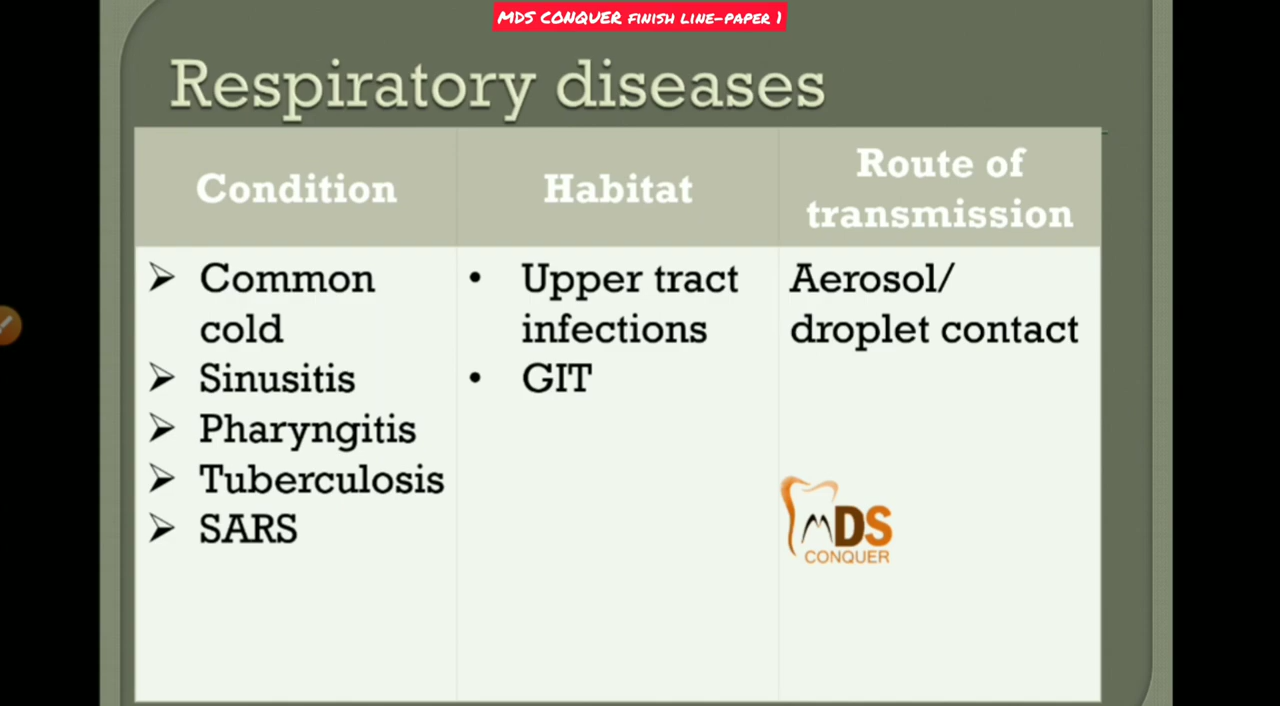 MDS CONQUER FINISH LINE-PAPER 1
Respiratory diseases
Condition
Habitat
Route of
transmission
➢ Common
cold
➢ Sinusitis
➢ Pharyngitis
➢ Tuberculosis
➢ SARS
• Upper tract
infections
• GIT
Aerosol/
droplet contact
MDS
CONQUER